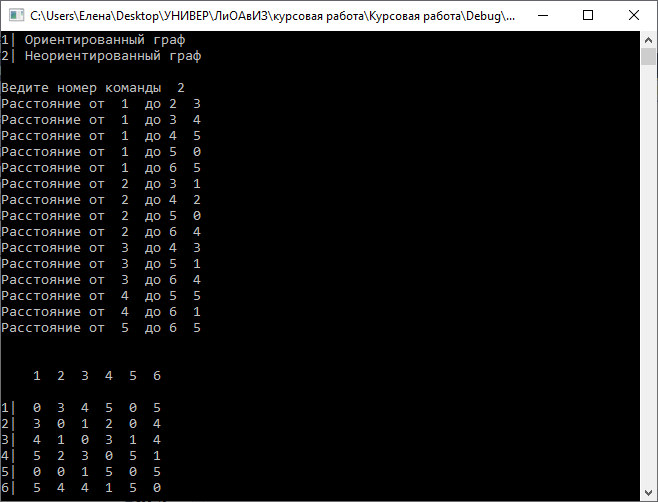 C:\Users\Елена\Desktop\УНИВЕР\ЛиОАвИЗ\курсовая работа\Курсовая работа\Debug\...
1| Ориентированный граф
2| Неориентированный граф
Ведите номер команды  2
Расстояние от  1  до 2  3
Расстояние от  1  до 3  4
Расстояние от  1  до 4  5
Расстояние от  1  до 5  0
Расстояние от  1  до 6  5
Расстояние от  2  до 3  1
Расстояние от  2  до 4  2
Расстояние от  2  до 5  0
Расстояние от  2  до 6  4
Расстояние от  3  до 4  3
Расстояние от  3  до 5  1
Расстояние от  3  до 6  4
Расстояние от  4  до 5  5
Расстояние от  4  до 6  1
Расстояние от  5  до 6  5
1  2  3  4  5  6
1|  0  3  4  5  0  5
2|  3  0  1  2  0  4
3|  4  1  0  3  1  4
4|  5  2  3  0  5  1
5|  0  0  1  5  0  5
6|  5  4  4  1  5  0